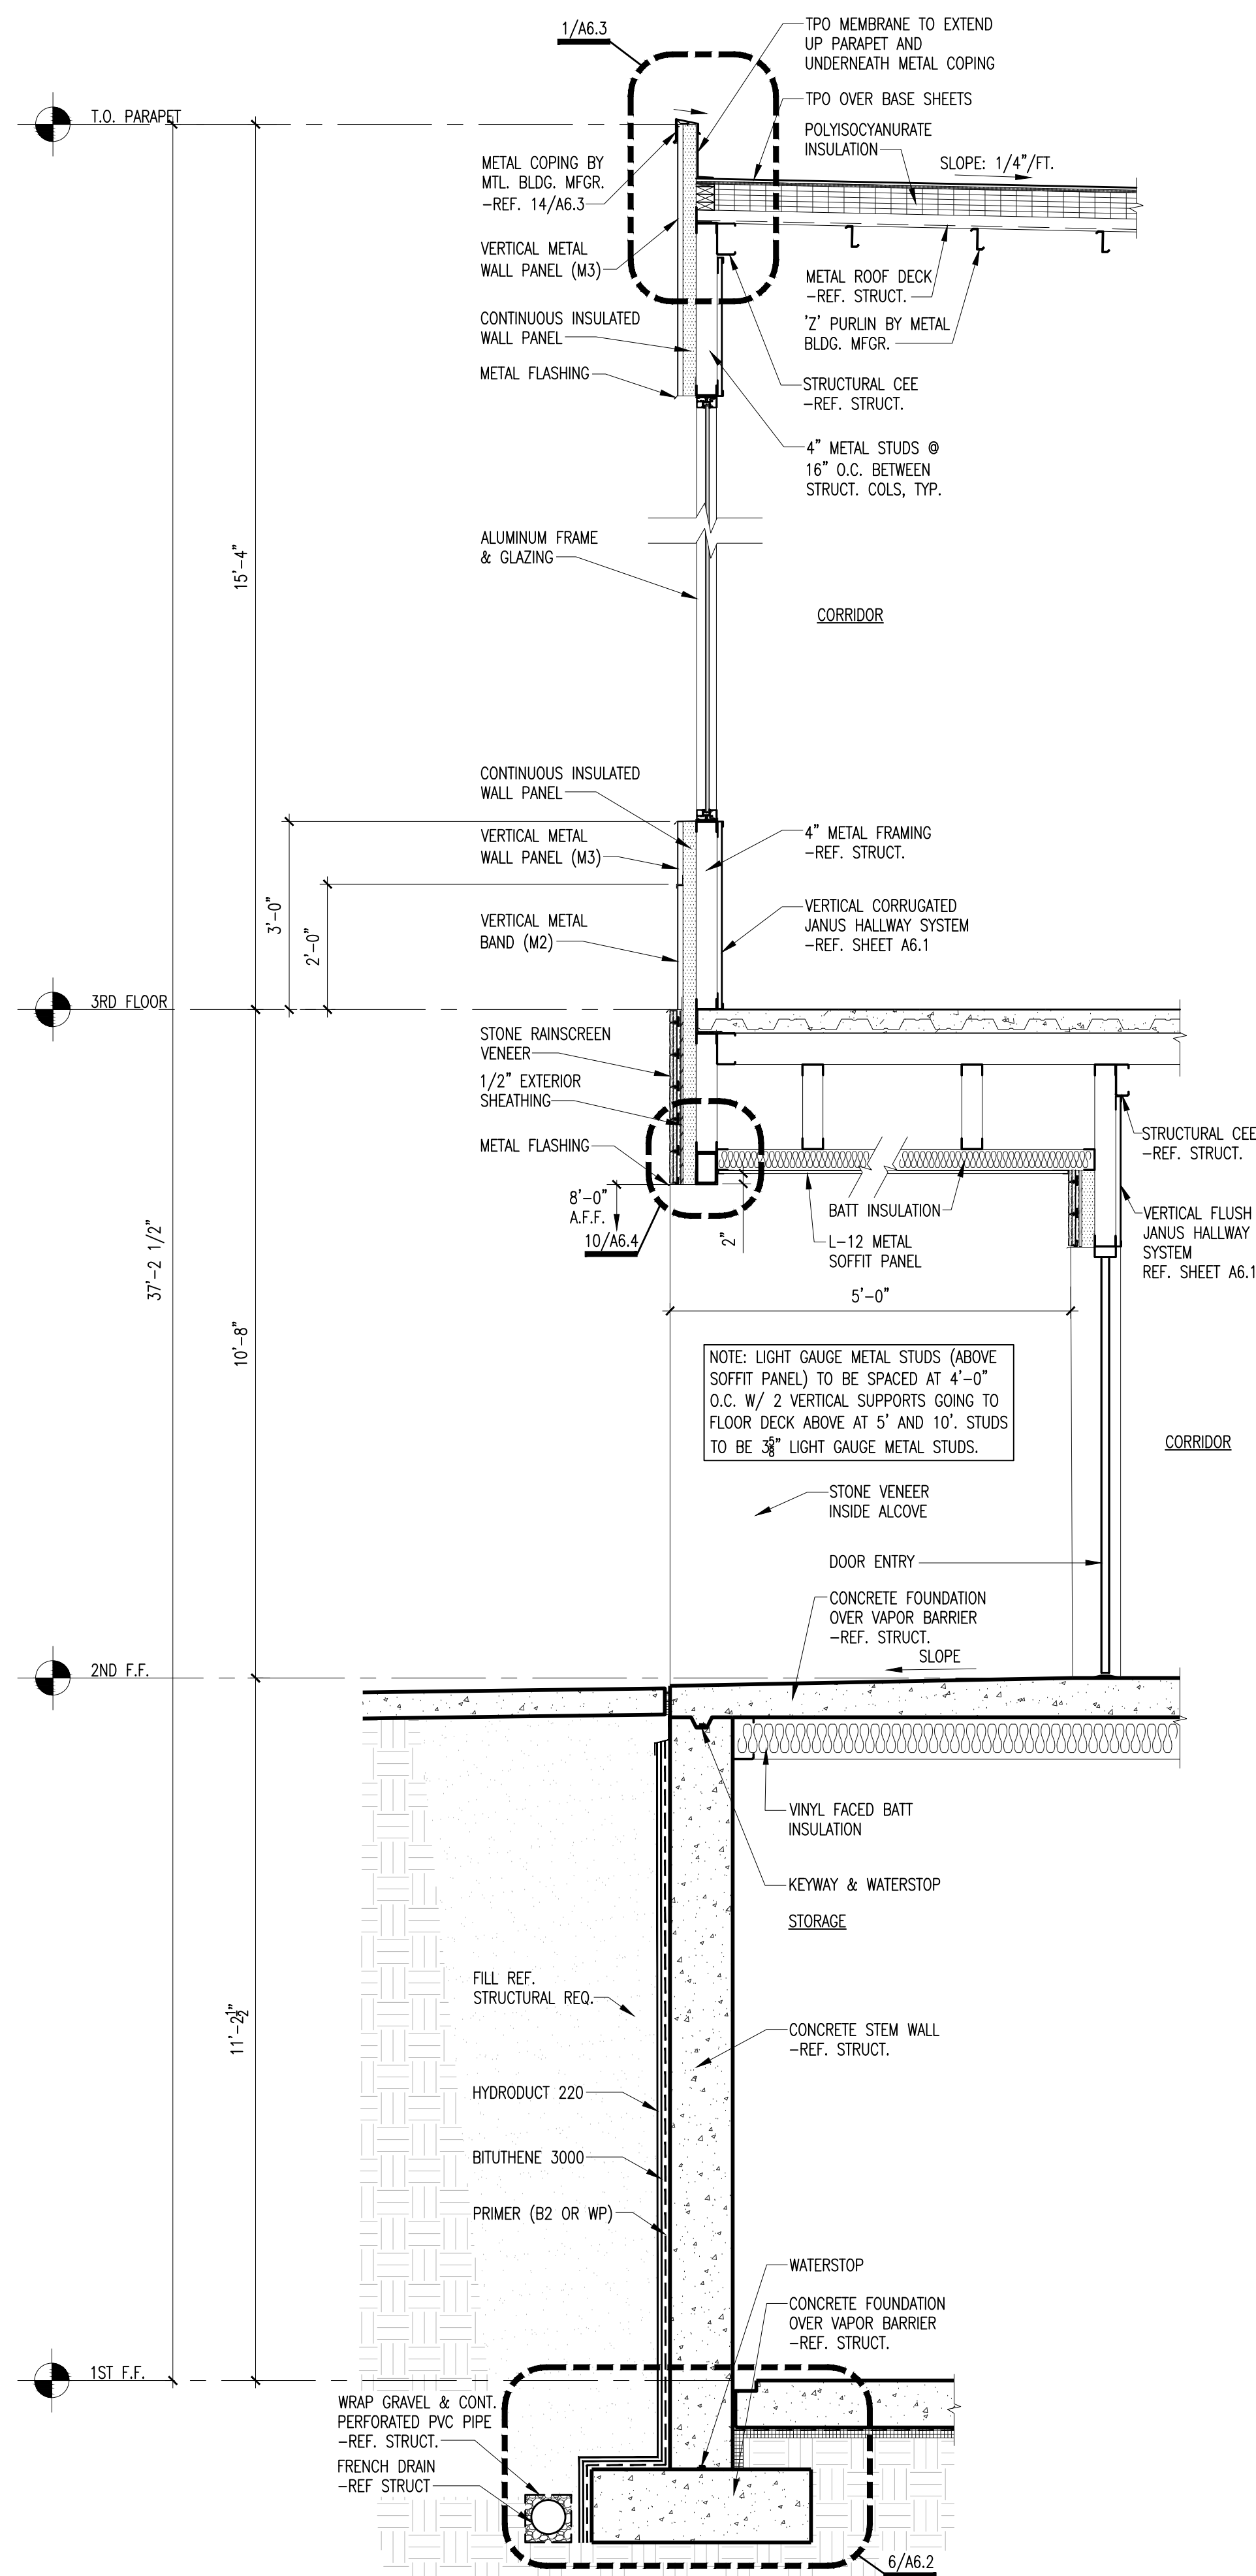 1/A6.3
TPO MEMBRANE TO EXTEND
UP PARAPET AND
UNDERNEATH METAL COPING
TPO OVER BASE SHEETS
T.O. PARAPET
POLYISOCYANURATE
INSULATION
SLOPE: 1/4"/FT.
METAL COPING BY
MTL. BLDG. MFGR.
-REF. 14/A6.3
VERTICAL METAL
WALL PANEL (M3)
METAL ROOF DECK
-REF. STRUCT.
CONTINUOUS INSULATED
WALL PANEL
'Z' PURLIN BY METAL
BLDG. MFGR.
METAL FLASHING
STRUCTURAL CEE
-REF. STRUCT.
4" METAL STUDS @
16" O.C. BETWEEN
STRUCT. COLS, TYP.
ALUMINUM FRAME
& GLAZING
15'-4"
CORRIDOR
CONTINUOUS INSULATED
WALL PANEL
VERTICAL METAL
WALL PANEL (M3)
4" METAL FRAMING
-REF. STRUCT.
3'-0"
2'-0"
VERTICAL METAL
BAND (M2)
VERTICAL CORRUGATED
JANUS HALLWAY SYSTEM
-REF. SHEET A6.1
3RD FLOOR
STONE RAINSCREEN
VENEER
1/2" EXTERIOR
SHEATHING
METAL FLASHING
STRUCTURAL CEE
-REF. STRUCT.
8'-0"
A.F.F.
10/A6.4
2"
BATT INSULATION
L-12 METAL
SOFFIT PANEL
VERTICAL FLUSH
JANUS HALLWAY
SYSTEM
REF. SHEET A6.1
37'-2 1/2"
5'-0"
10'-8"
NOTE: LIGHT GAUGE METAL STUDS (ABOVE
SOFFIT PANEL) TO BE SPACED AT 4'-0"
O.C. W/ 2 VERTICAL SUPPORTS GOING TO
FLOOR DECK ABOVE AT 5' AND 10'. STUDS
TO BE 3 5/8" LIGHT GAUGE METAL STUDS.
CORRIDOR
STONE VENEER
INSIDE ALCOVE
DOOR ENTRY
CONCRETE FOUNDATION
OVER VAPOR BARRIER
-REF. STRUCT.
SLOPE
2ND F.F.
VINYL FACED BATT
INSULATION
KEYWAY & WATERSTOP
STORAGE
FILL REF.
STRUCTURAL REQ.
11'-2 1/2"
CONCRETE STEM WALL
-REF. STRUCT.
HYDRODUCT 220
BITUTHENE 3000
PRIMER (B2 OR WP)
WATERSTOP
CONCRETE FOUNDATION
OVER VAPOR BARRIER
-REF. STRUCT.
1ST F.F.
WRAP GRAVEL & CONT.
PERFORATED PVC PIPE
-REF. STRUCT.
FRENCH DRAIN
-REF STRUCT
6/A6.2